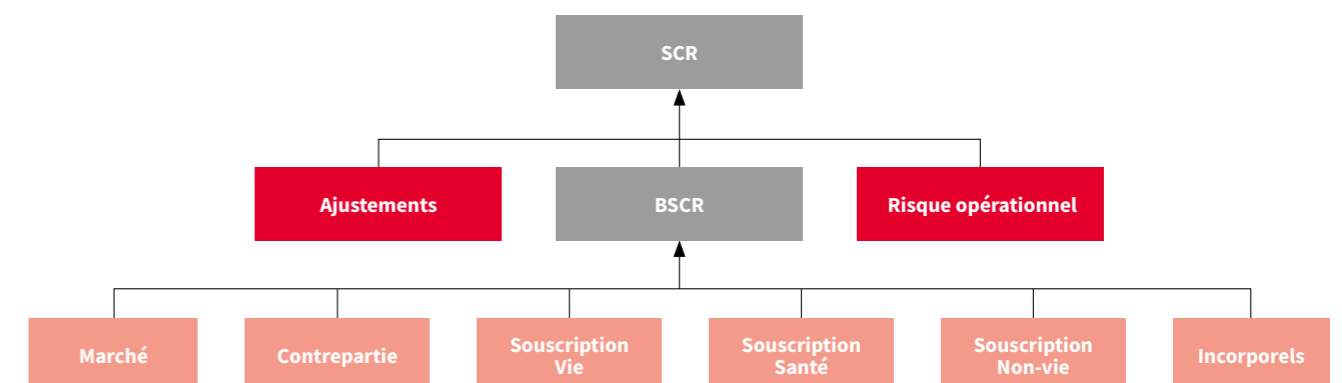 SCR
Ajustements
BSCR
Risque opérationnel
Marché
Contrepartie
Souscription
Vie
Souscription
Santé
Souscription
Non-vie
Incorporels